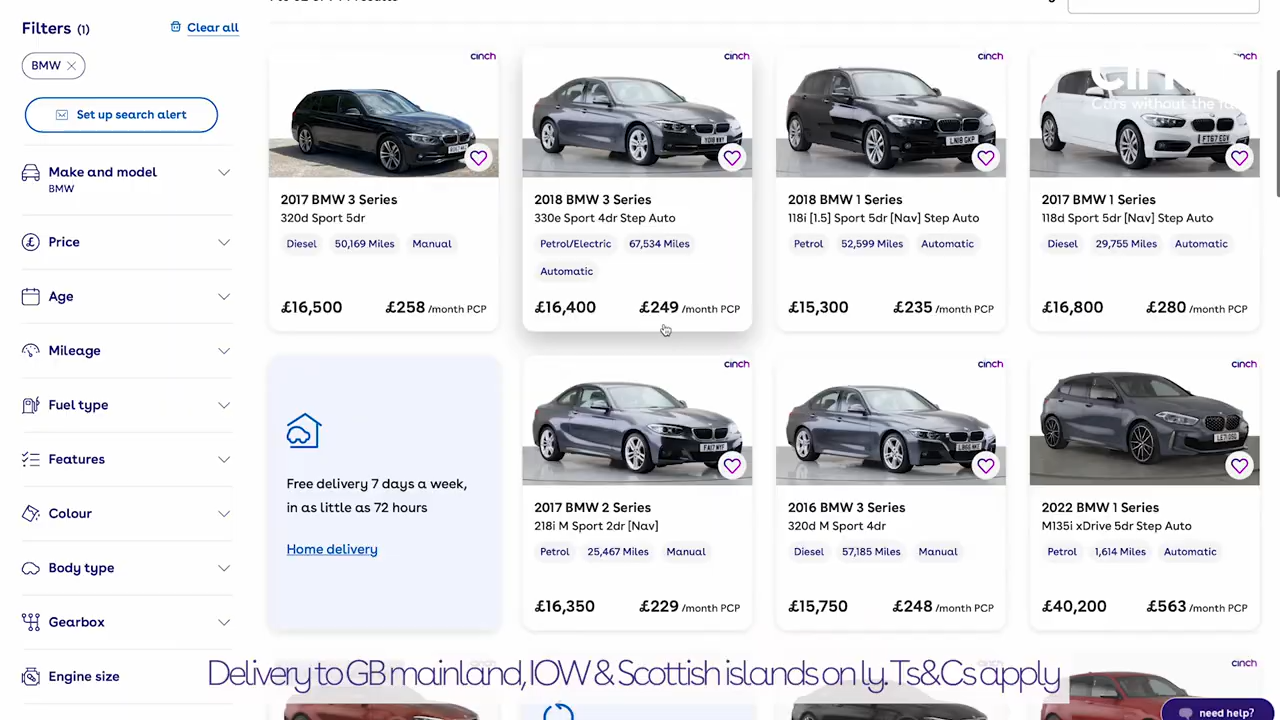 Filters (1)
Clear all
BMW
Set up search alert
Make and model
BMW
Price
Age
Mileage
Fuel type
Features
Colour
Body type
Gearbox
Engine size
cinch
2017 BMW 3 Series
320d Sport 5dr
Diesel 50,169 Miles Manual
£16,500 £258 /month PCP
cinch
YD18 WWY
2018 BMW 3 Series
330e Sport 4dr Step Auto
Petrol/Electric 67,534 Miles
Automatic
£16,400 £249 /month PCP
cinch
LN18 GKP
2018 BMW 1 Series
118i [1.5] Sport 5dr [Nav] Step Auto
Petrol 52,599 Miles Automatic
£15,300 £235 /month PCP
FT67 EGV
2017 BMW 1 Series
118d Sport 5dr [Nav] Step Auto
Diesel 29,755 Miles Automatic
£16,800 £280 /month PCP
Free delivery 7 days a week,
in as little as 72 hours
Home delivery
cinch
2017 BMW 2 Series
218i M Sport 2dr [Nav]
Petrol 25,467 Miles Manual
£16,350 £229 /month PCP
cinch
2016 BMW 3 Series
320d M Sport 4dr
Diesel 57,185 Miles Manual
£15,750 £248 /month PCP
cinch
2022 BMW 1 Series
M135i xDrive 5dr Step Auto
Petrol 1,614 Miles Automatic
£40,200 £563 /month PCP
Delivery to GB mainland, IOW & Scottish islands only. Ts&Cs apply
cinch
need help?